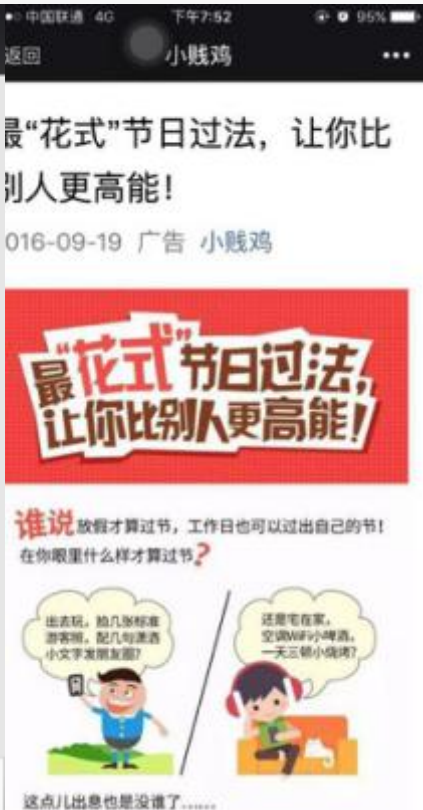 中国联通 4G 下午7:52 95%
返回 小贱鸡
最“花式”节日过法，让你比
别人更高能！
016-09-19 广告 小贱鸡
最“花式”节日过法，
让你比别人更高能！
谁说放假才算过节，工作日也可以过出自己的节！
在你眼里什么样才算过节？
出去玩，拍几张标准
游客照，配几句潇洒
小文字发朋友圈？
还是宅在家，
空调WiFi小啤酒，
一天三顿小烧烤？
这点儿出息也是没谁了……